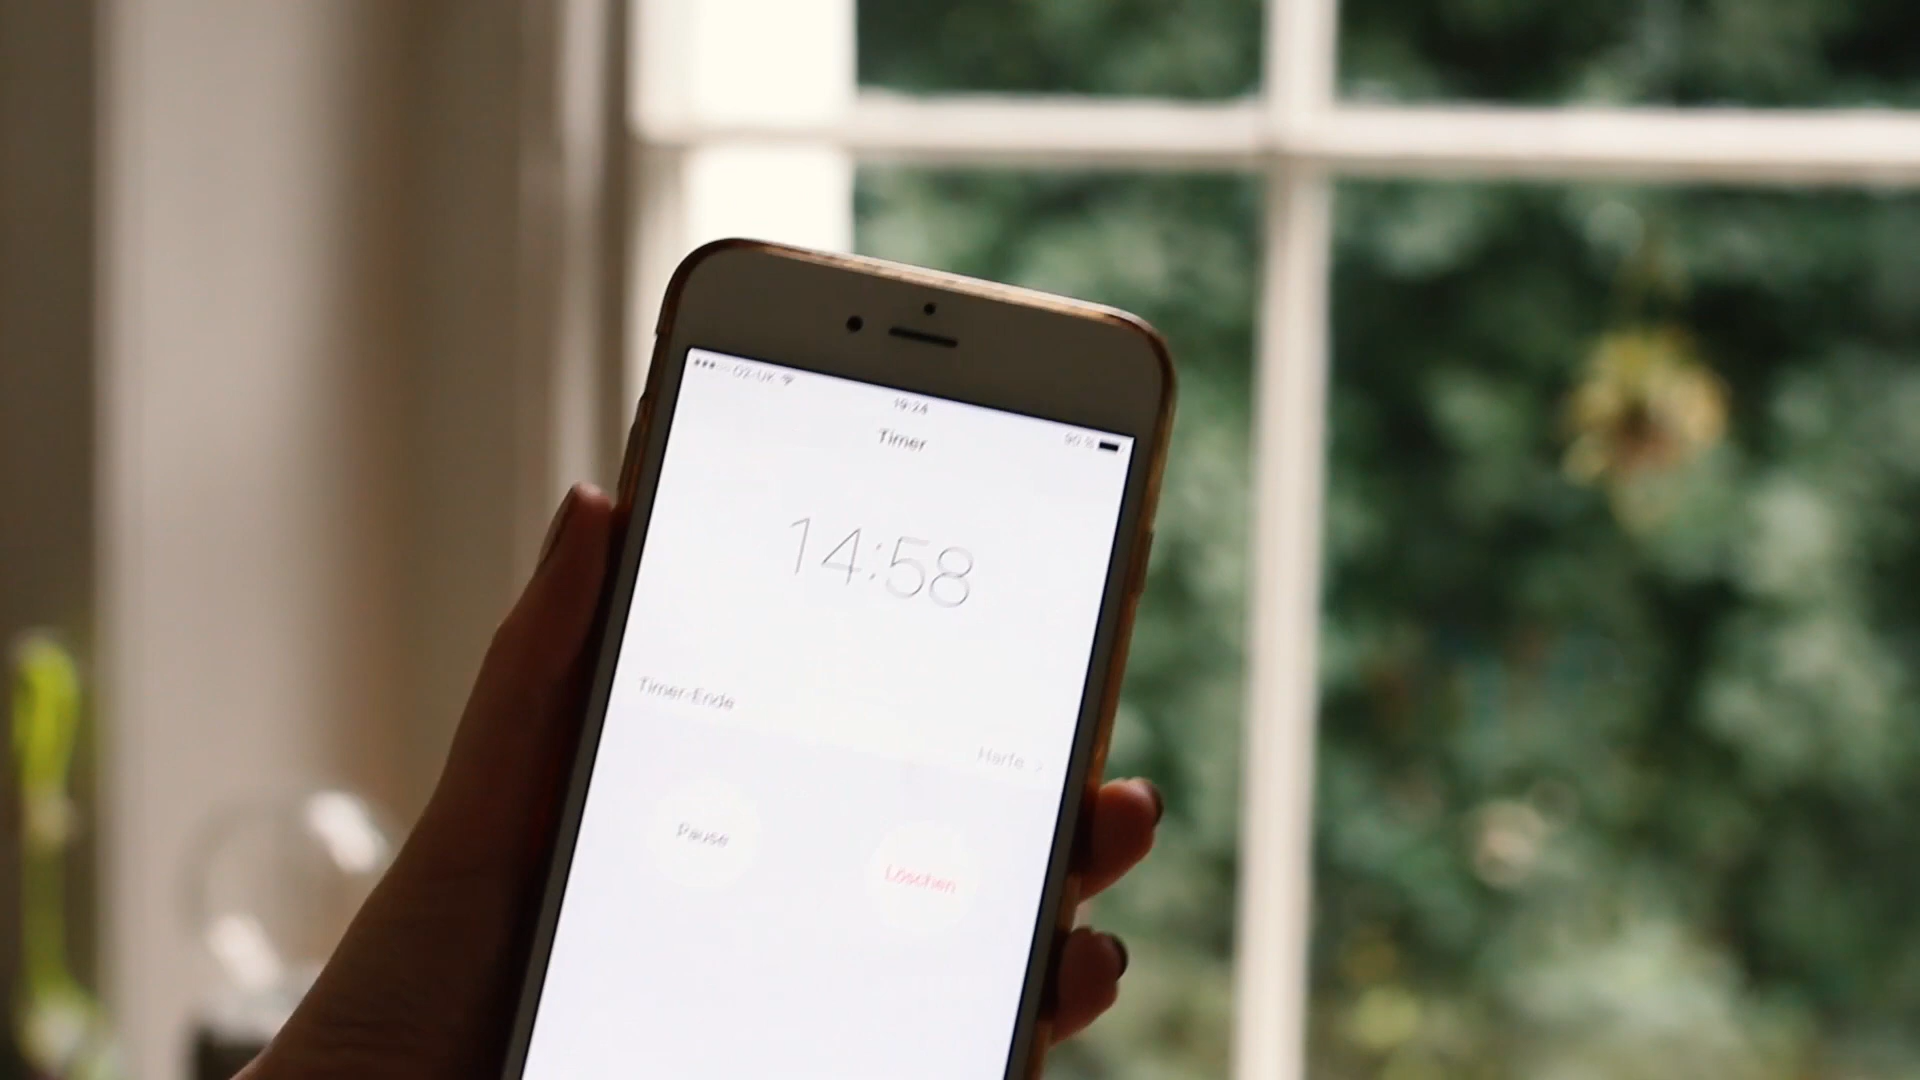 O2-UK
19:24
90 %
Timer
14:58
Timer-Ende
Harfe >
Pause
Löschen